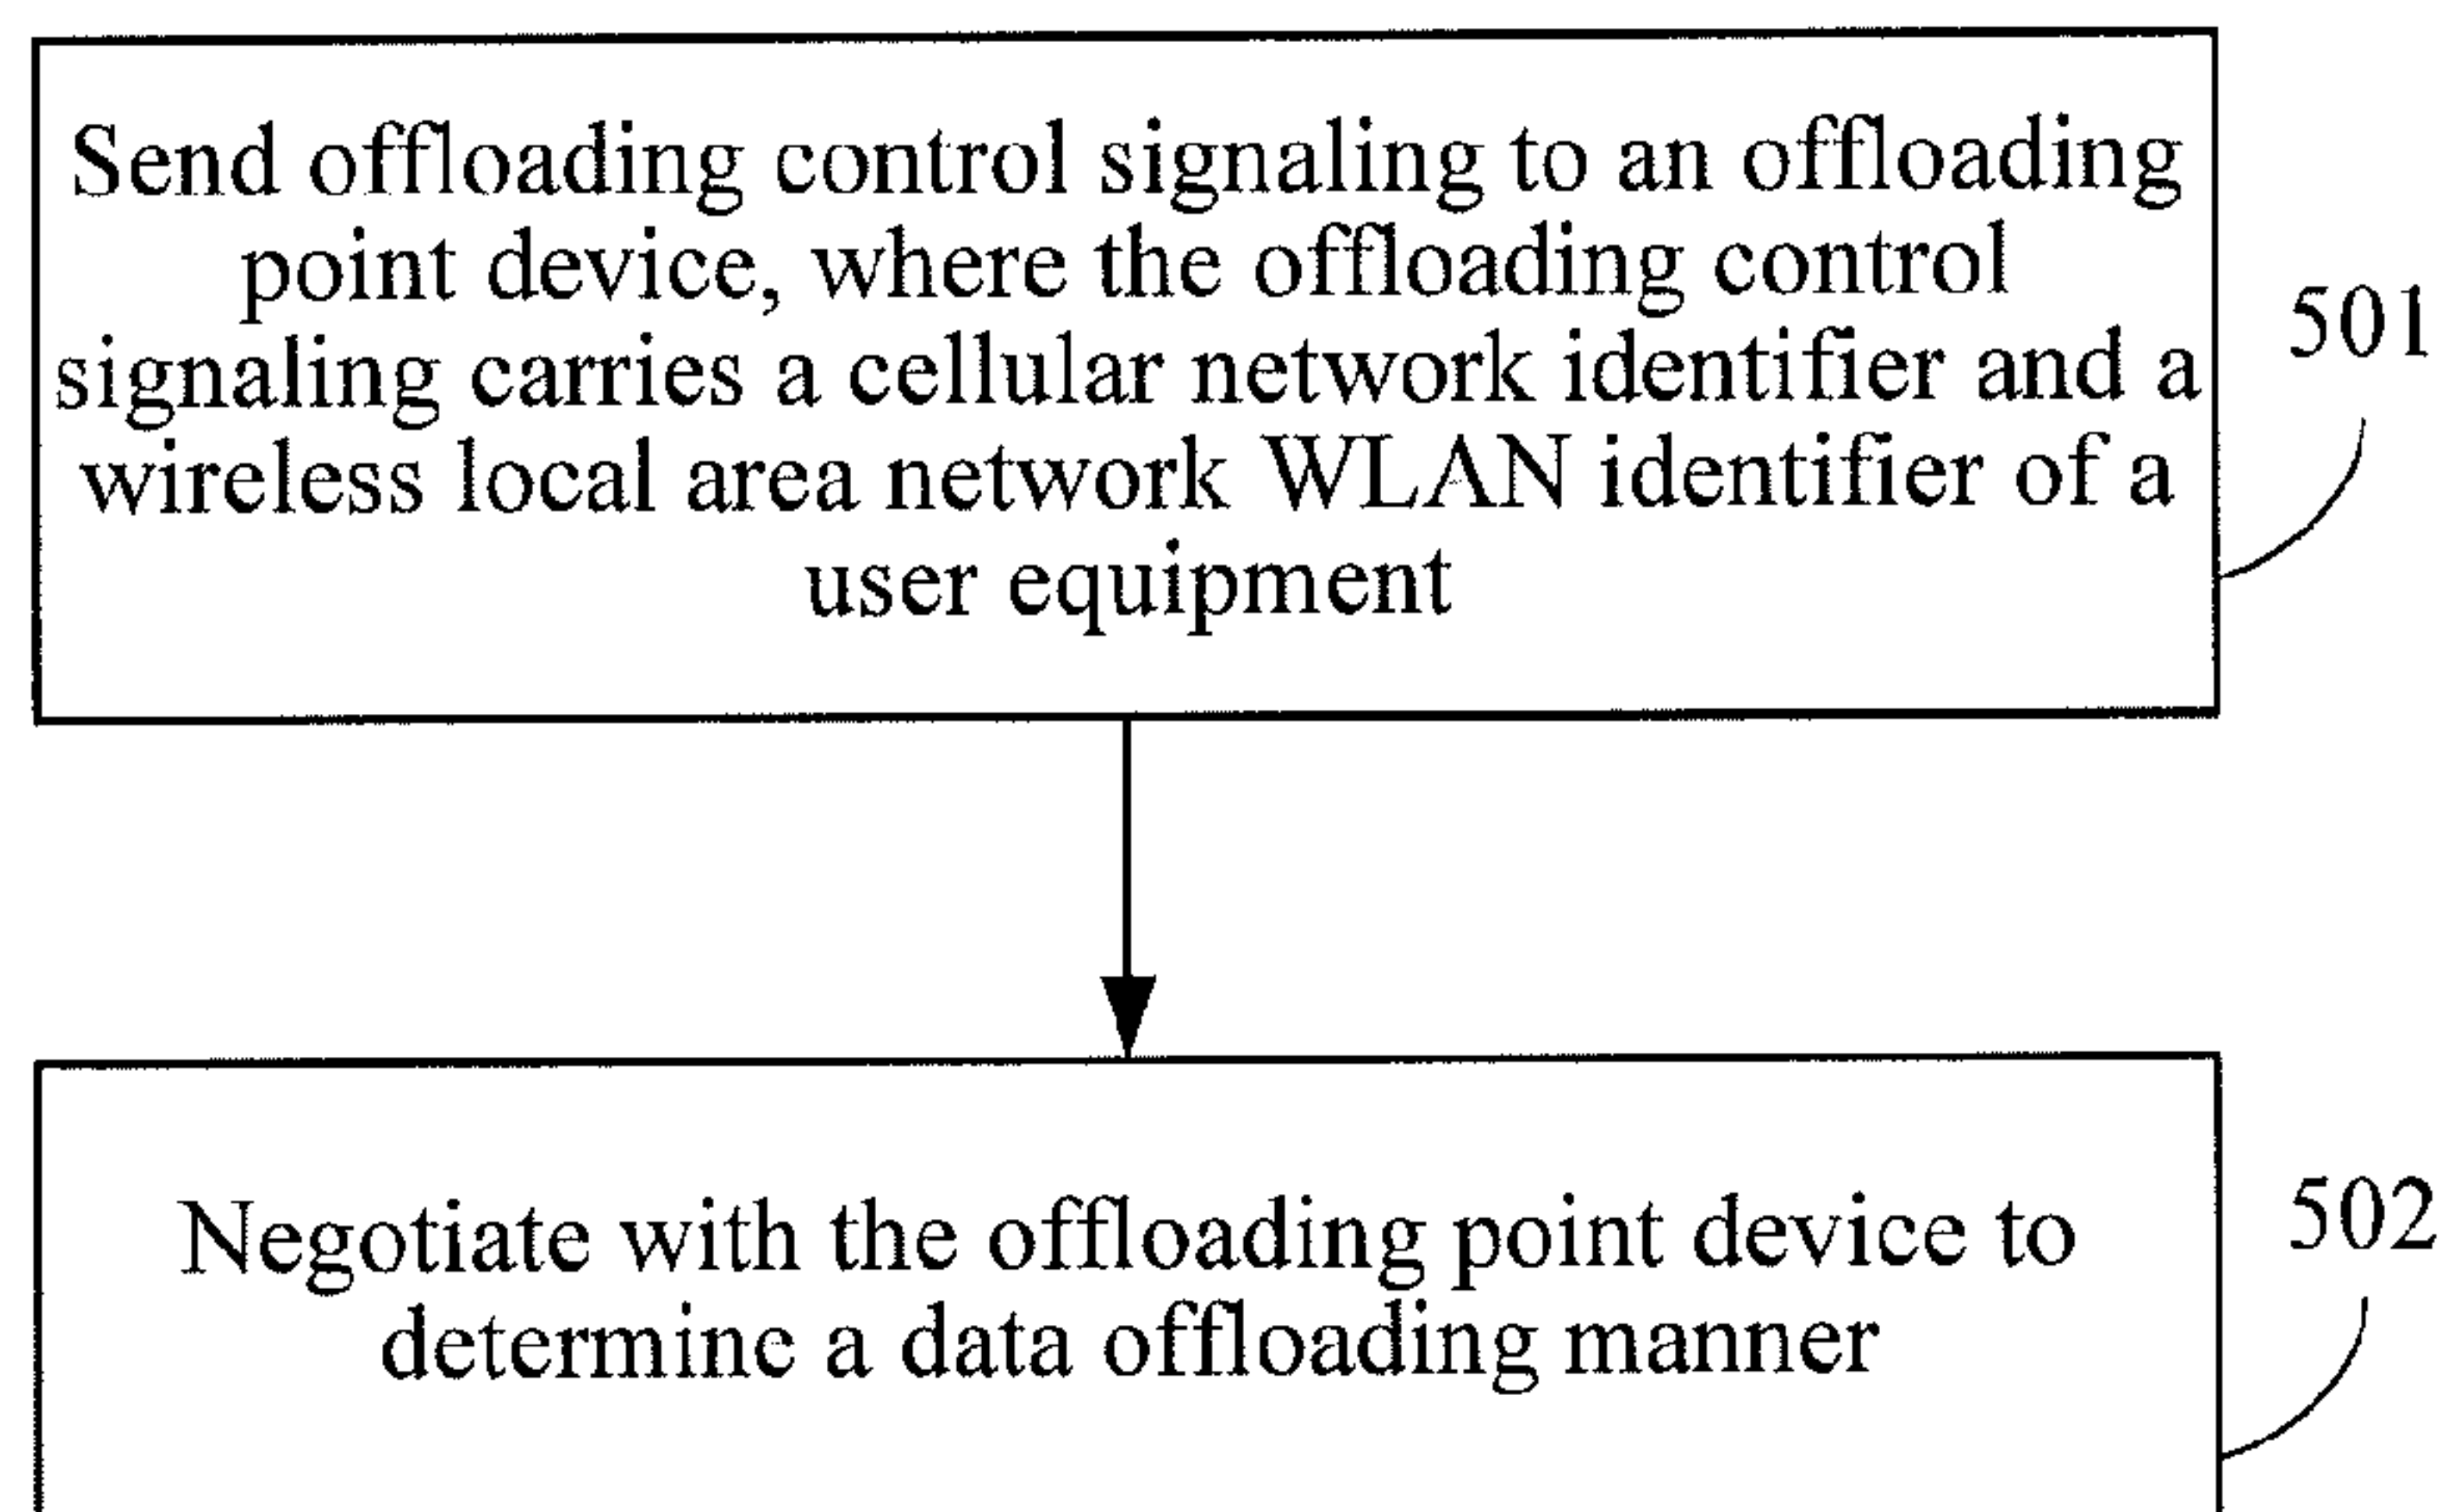 Send offloading control signaling to an offloading
point device, where the offloading control
signaling carries a cellular network identifier and a
wireless local area network WLAN identifier of a
user equipment
501
Negotiate with the offloading point device to
determine a data offloading manner
502